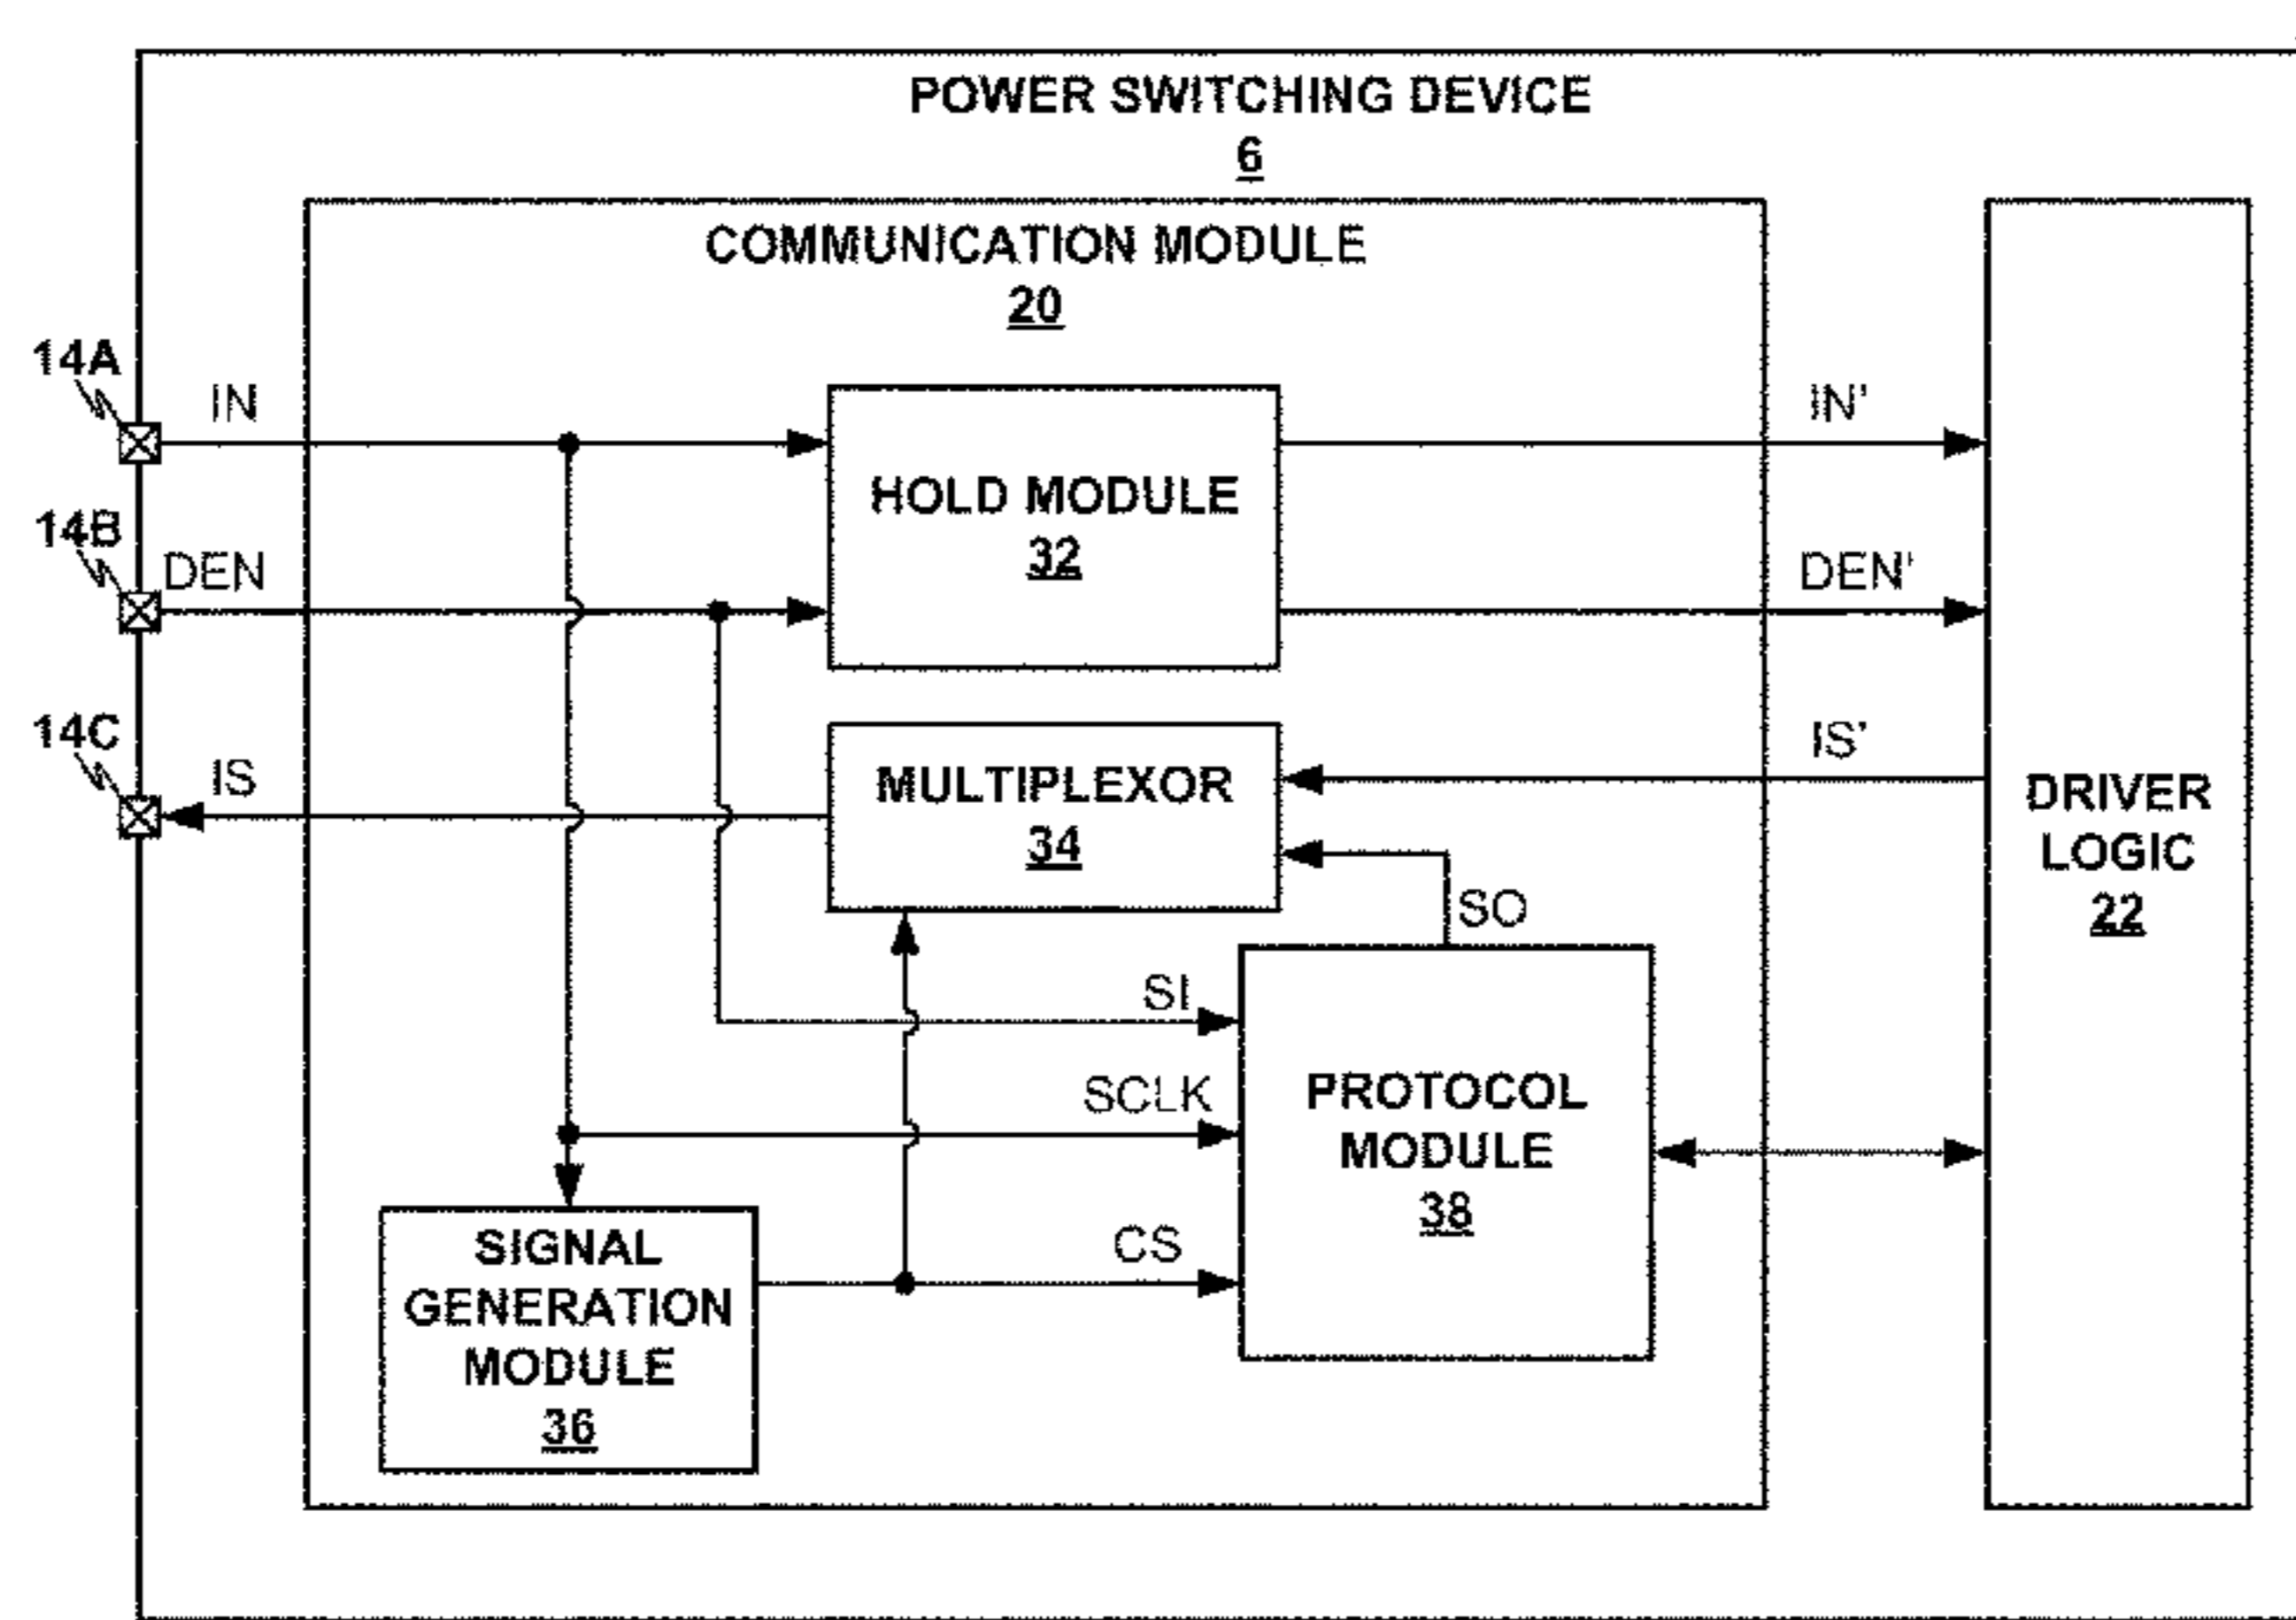 POWER SWITCHING DEVICE
6
COMMUNICATION MODULE
20
14A
IN
IN'
HOLD MODULE
32
14B
DEN
DEN'
14C
IS
IS'
MULTIPLEXOR
34
DRIVER
LOGIC
22
SO
SI
SCLK
PROTOCOL
MODULE
38
CS
SIGNAL
GENERATION
MODULE
36